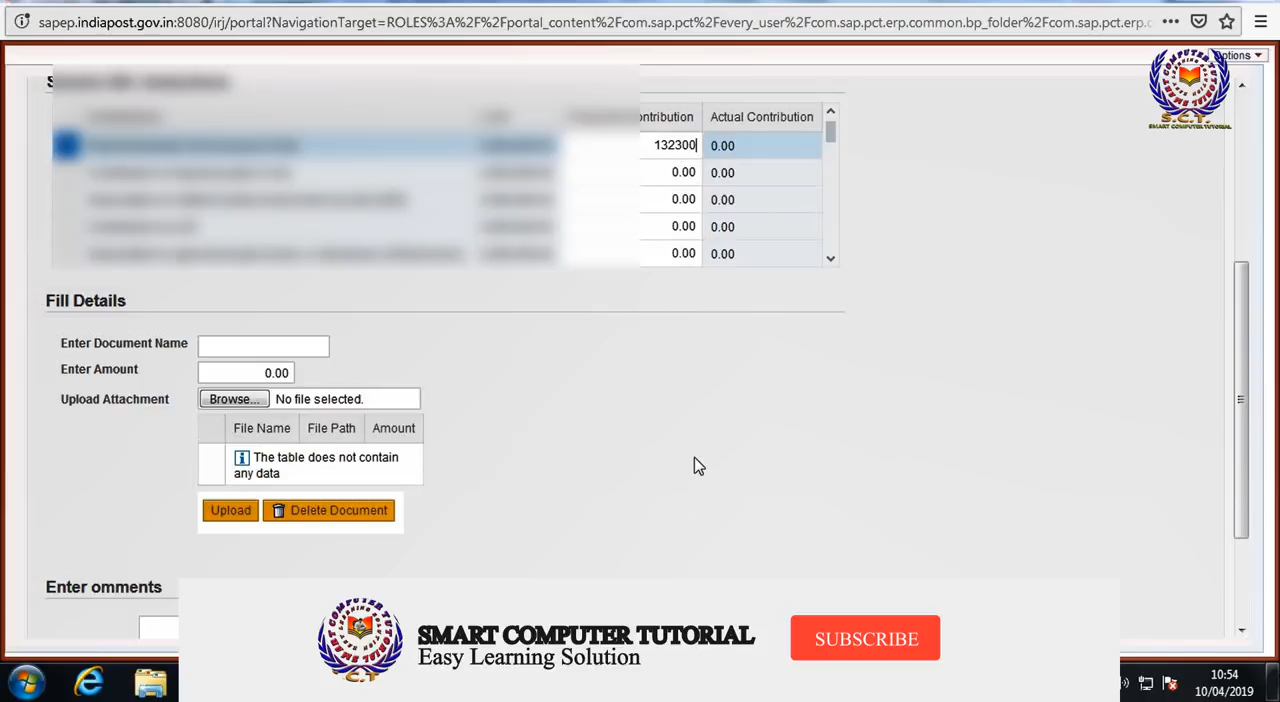 sapep.indiapost.gov.in:8080/irj/portal?NavigationTarget=ROLES%3A%2F%2Fportal_content%2Fcom.sap.pct%2Fevery_user%2Fcom.sap.pct.erp.common.bp_folder%2Fcom.sap.pct.erp.c
Options
S.C.T.
SMART COMPUTER TUTORIAL
ontribution Actual Contribution
132300 0.00
0.00 0.00
0.00 0.00
0.00 0.00
0.00 0.00
Fill Details
Enter Document Name
Enter Amount 0.00
Upload Attachment Browse... No file selected.
File Name File Path Amount
The table does not contain
any data
Upload Delete Document
Enter omments
SMART COMPUTER TUTORIAL
Easy Learning Solution
SUBSCRIBE
10:54
10/04/2019